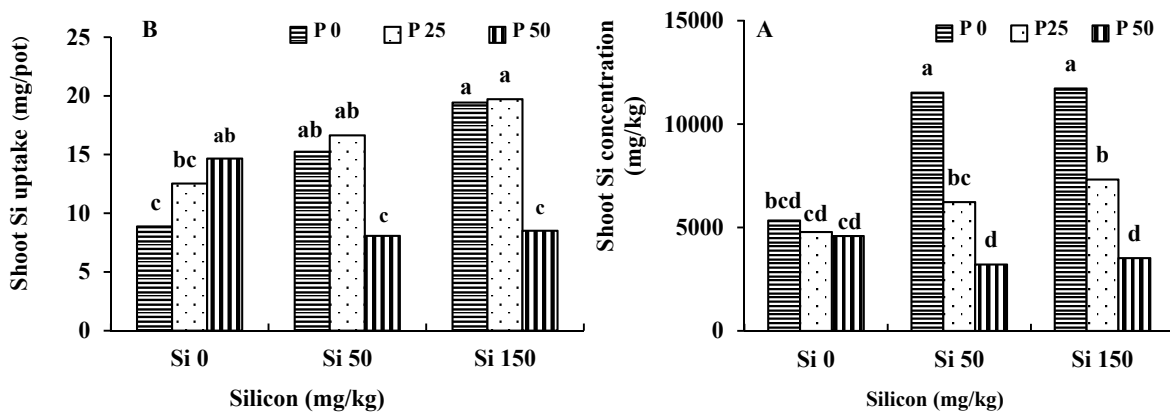 B
P 0 P 25 P 50
Shoot Si uptake (mg/pot)
25
20
15
10
5
0
c bc ab
ab ab c
a a c
Si 0 Si 50 Si 150
Silicon (mg/kg)
A
P 0 P25 P 50
Shoot Si concentration
(mg/kg)
15000
10000
5000
0
bcd cd cd
a bc d
a b d
Si 0 Si 50 Si 150
Silicon (mg/kg)